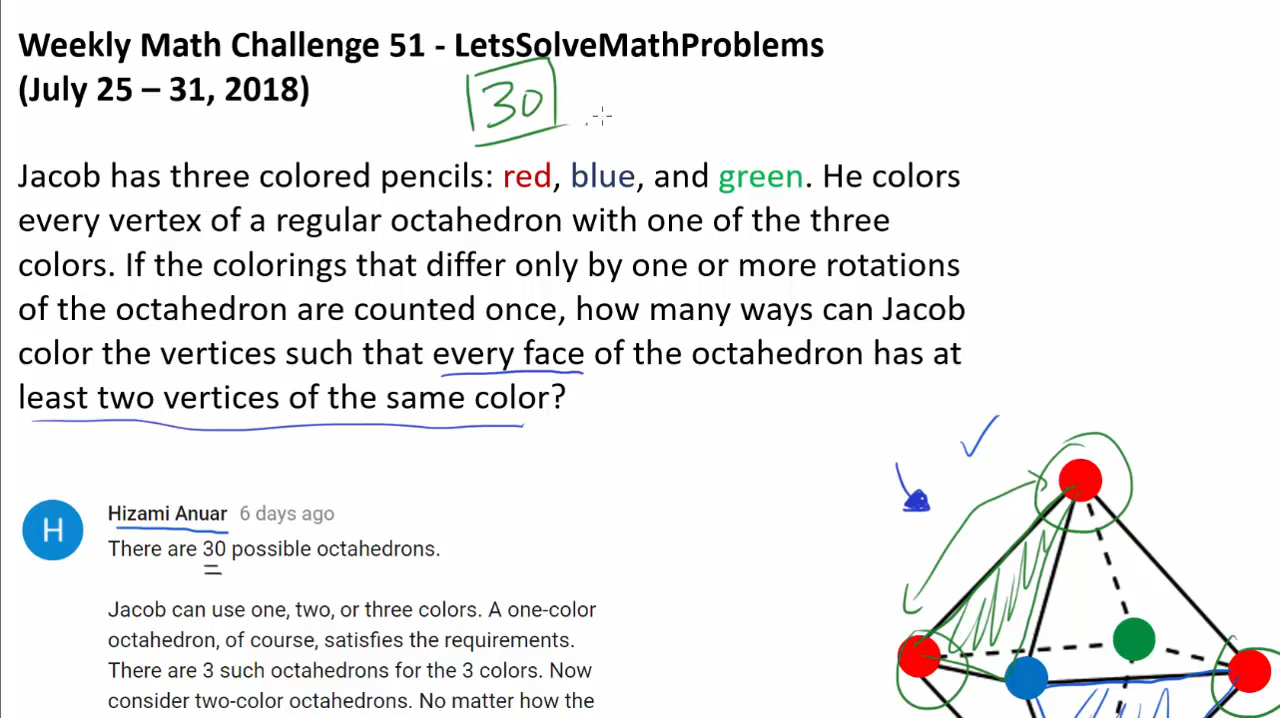 Weekly Math Challenge 51 - LetsSolveMathProblems
(July 25 – 31, 2018)
30
Jacob has three colored pencils: red, blue, and green. He colors
every vertex of a regular octahedron with one of the three
colors. If the colorings that differ only by one or more rotations
of the octahedron are counted once, how many ways can Jacob
color the vertices such that every face of the octahedron has at
least two vertices of the same color?
H
Hizami Anuar 6 days ago
There are 30 possible octahedrons.
Jacob can use one, two, or three colors. A one-color
octahedron, of course, satisfies the requirements.
There are 3 such octahedrons for the 3 colors. Now
consider two-color octahedrons. No matter how the